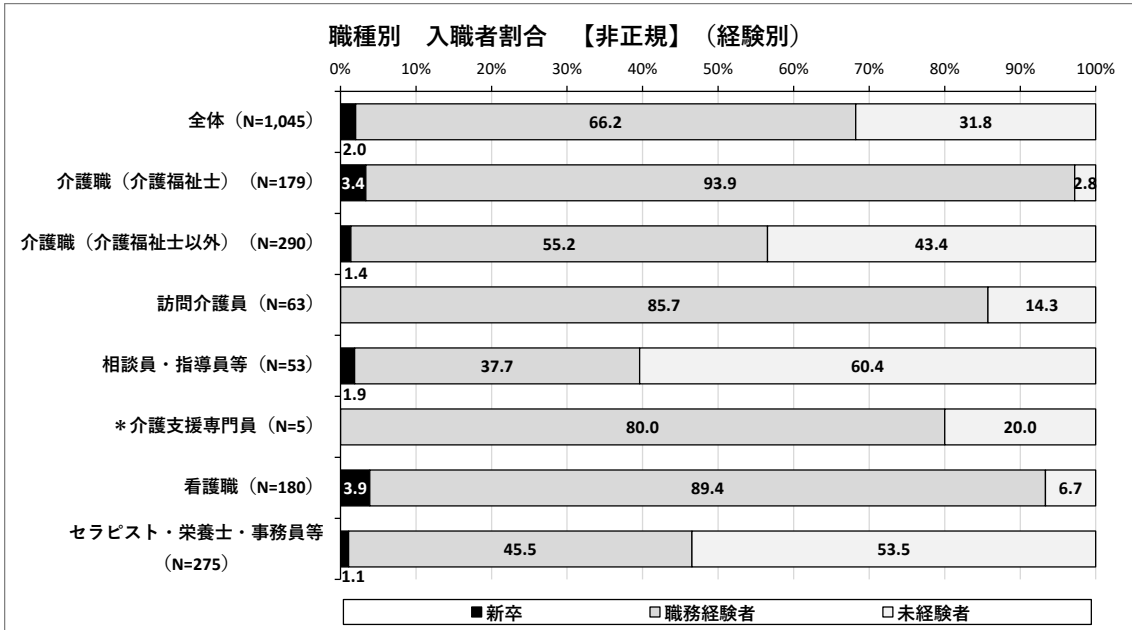 職種別　入職者割合　【非正規】（経験別）
0% 10% 20% 30% 40% 50% 60% 70% 80% 90% 100%
全体（N=1,045） 66.2 31.8
2.0
介護職（介護福祉士）（N=179） 3.4 93.9 2.8
介護職（介護福祉士以外）（N=290） 55.2 43.4
1.4
訪問介護員（N=63） 85.7 14.3
相談員・指導員等（N=53） 37.7 60.4
1.9
＊介護支援専門員（N=5） 80.0 20.0
看護職（N=180） 3.9 89.4 6.7
セラピスト・栄養士・事務員等
（N=275） 45.5 53.5
1.1
■新卒 □職務経験者 □未経験者